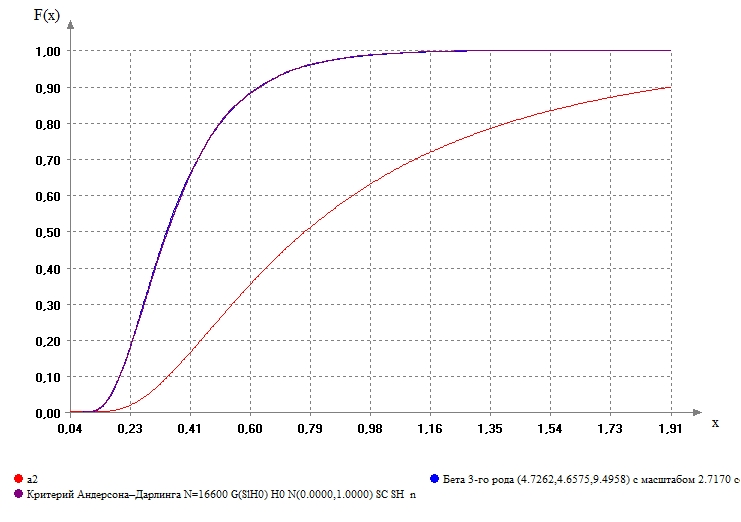 F(x)
1,00
0,90
0,80
0,70
0,60
0,50
0,40
0,30
0,20
0,10
0,00
0,04 0,23 0,41 0,60 0,79 0,98 1,16 1,35 1,54 1,73 1,91
x
a2
Бета 3-го рода (4.7262,4.6575,9.4958) с масштабом 2.7170 с
Критерий Андерсона–Дарлинга N=16600 G(S|H0) H0 N(0.0000,1.0000) SC SH n